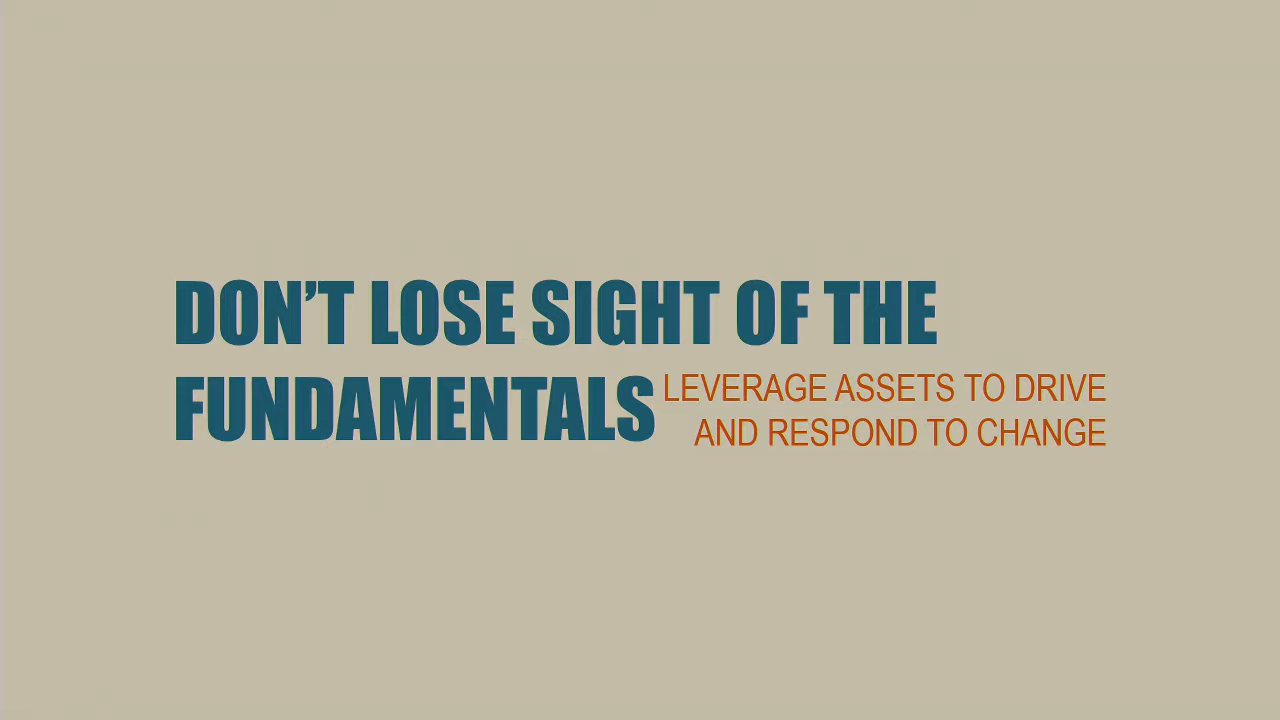 DON’T LOSE SIGHT OF THE
FUNDAMENTALS
LEVERAGE ASSETS TO DRIVE
AND RESPOND TO CHANGE